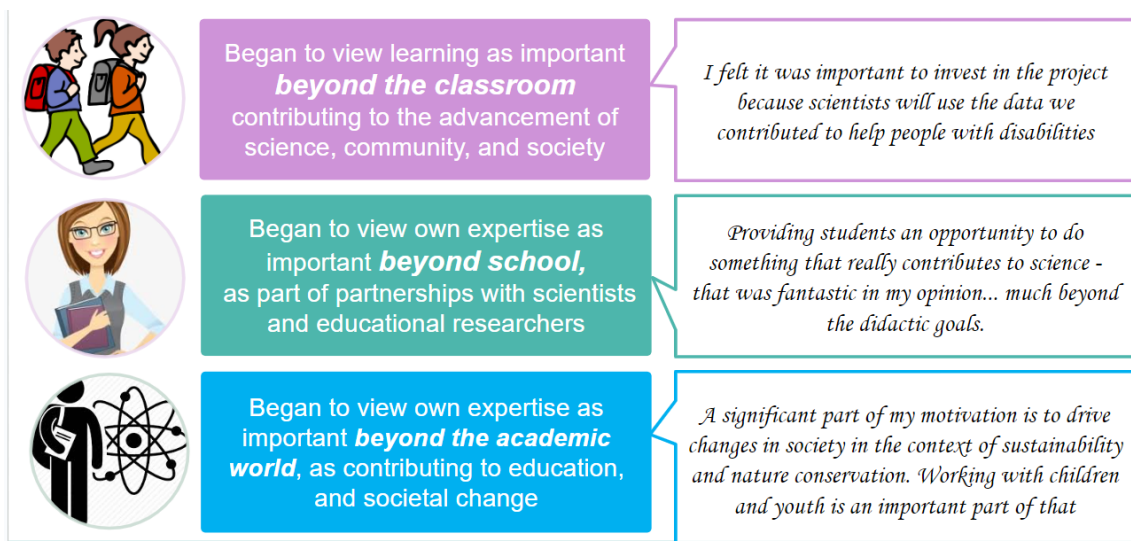 Began to view learning as important
beyond the classroom
contributing to the advancement of
science, community, and society
I felt it was important to invest in the project
because scientists will use the data we
contributed to help people with disabilities
Began to view own expertise as
important beyond school,
as part of partnerships with scientists
and educational researchers
Providing students an opportunity to do
something that really contributes to science -
that was fantastic in my opinion... much beyond
the didactic goals.
Began to view own expertise as
important beyond the academic
world, as contributing to education,
and societal change
A significant part of my motivation is to drive
changes in society in the context of sustainability
and nature conservation. Working with children
and youth is an important part of that